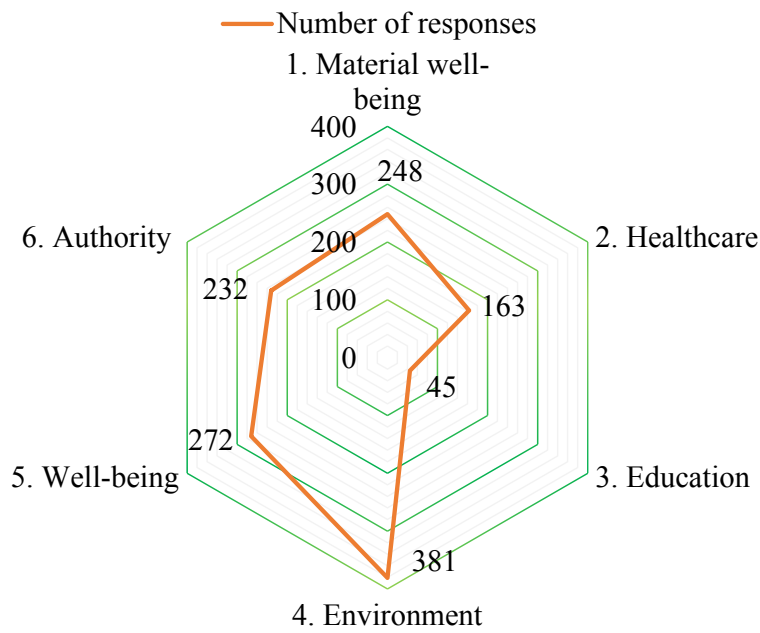 Number of responses
1. Material well-
being
400
248
300
6. Authority
2. Healthcare
200
232
100
163
0
45
272
5. Well-being
3. Education
381
4. Environment